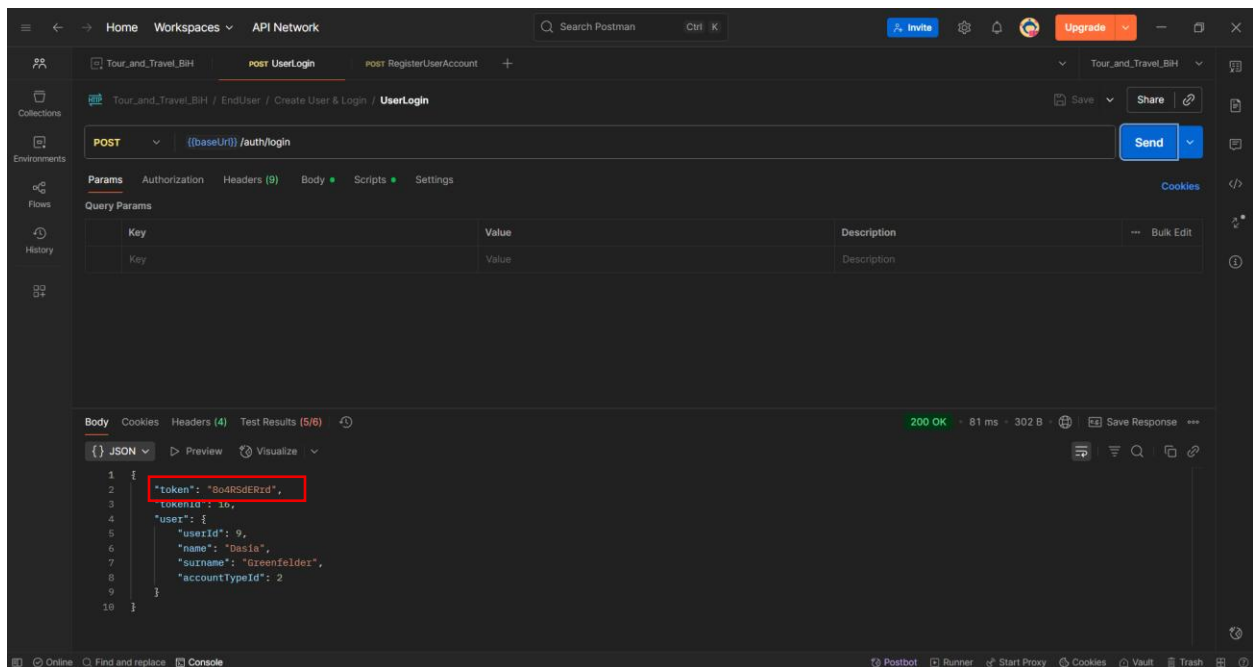 Home Workspaces API Network Search Postman Ctrl K Invite Upgrade
Tour_and_Travel_BiH POST UserLogin POST RegisterUserAccount Tour_and_Travel_BiH
Collections
Environments
Flows
History
HTTP Tour_and_Travel_BiH / EndUser / Create User & Login / UserLogin Save Share
POST {{baseUrl}} /auth/login Send
Params Authorization Headers (9) Body Scripts Settings Cookies
Query Params
Key Value Description Bulk Edit
Key Value Description
Body Cookies Headers (4) Test Results (5/6) 200 OK 81 ms 302 B Save Response
{} JSON Preview Visualize
1 {
2 "token": "8o4RSdERrd",
3 "tokenId": 16,
4 "user": {
5 "userId": 9,
6 "name": "Dasia",
7 "surname": "Greenfelder",
8 "accountTypeId": 2
9 }
10 }
Online Find and replace Console Postbot Runner Start Proxy Cookies Vault Trash